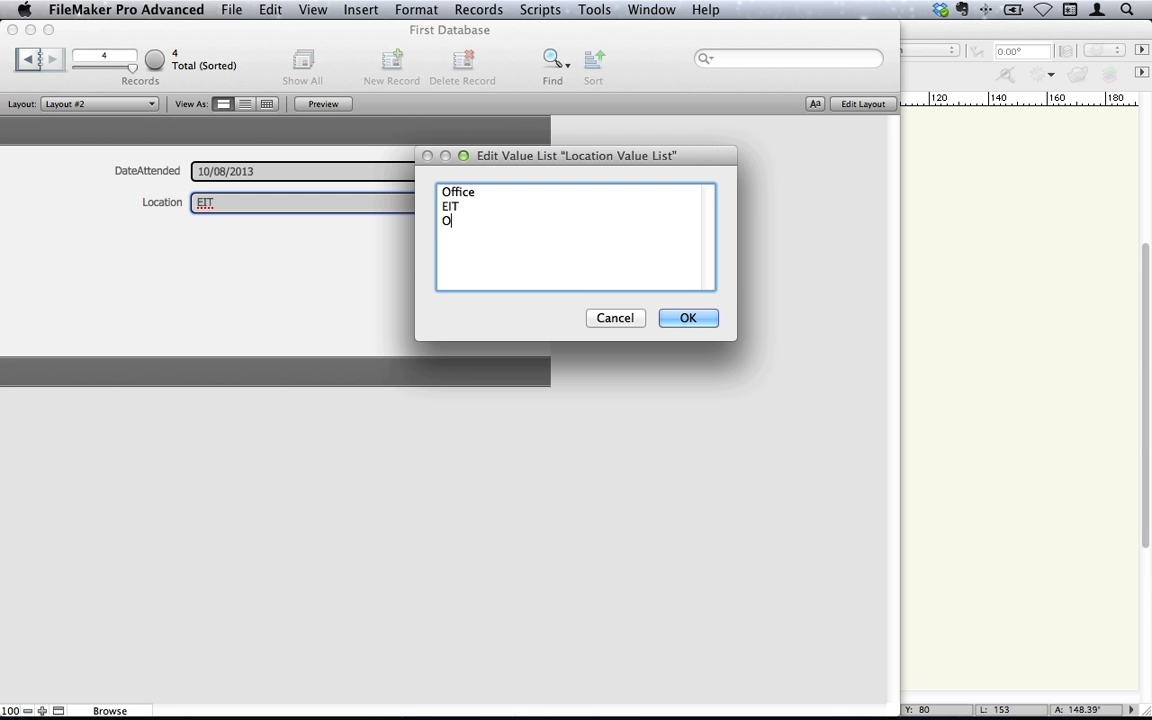 FileMaker Pro Advanced File Edit View Insert Format Records Scripts Tools Window Help
First Database
4
4
Total (Sorted)
Records
Show All
New Record
Delete Record
Find
Sort
0.00°
Layout:
Layout #2
View As:
Preview
Aa
Edit Layout
120
140
160
180
DateAttended
10/08/2013
Location
EIT
Edit Value List "Location Value List"
Office
EIT
O
Cancel
OK
100
Browse
Y: 80
L: 153
A: 148.39°